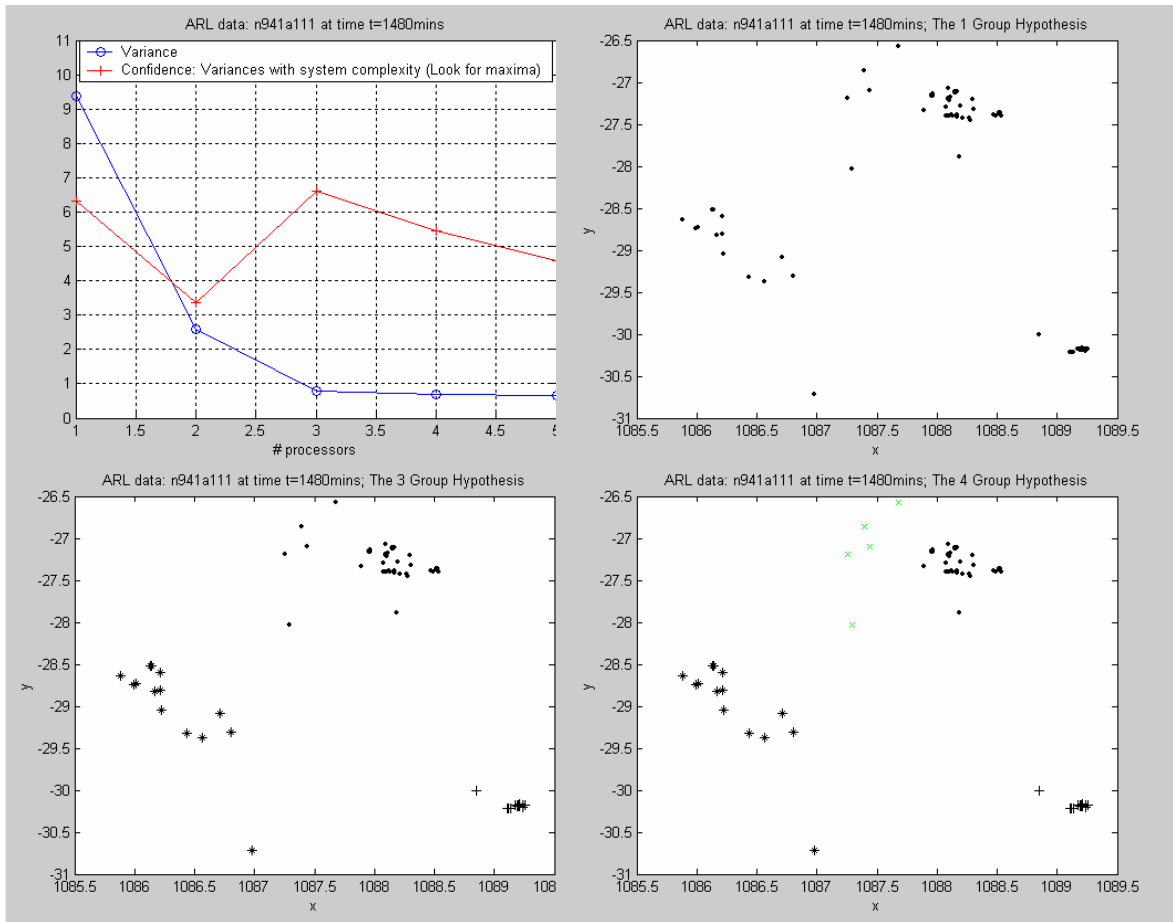 ARL data: n941a111 at time t=1480mins
11
10
9
8
7
6
5
4
3
2
1
0
Variance
Confidence: Variances with system complexity (Look for maxima)
1 1.5 2 2.5 3 3.5 4 4.5 5
# processors
ARL data: n941a111 at time t=1480mins; The 1 Group Hypothesis
-26.5
-27
-27.5
-28
-28.5
-29
-29.5
-30
-30.5
-31
y
1085.5 1086 1086.5 1087 1087.5 1088 1088.5 1089 1089.5
x
ARL data: n941a111 at time t=1480mins; The 3 Group Hypothesis
-26.5
-27
-27.5
-28
-28.5
-29
-29.5
-30
-30.5
-31
y
1085.5 1086 1086.5 1087 1087.5 1088 1088.5 1089 108
x
ARL data: n941a111 at time t=1480mins; The 4 Group Hypothesis
-26.5
-27
-27.5
-28
-28.5
-29
-29.5
-30
-30.5
-31
y
1085.5 1086 1086.5 1087 1087.5 1088 1088.5 1089 1089.5
x